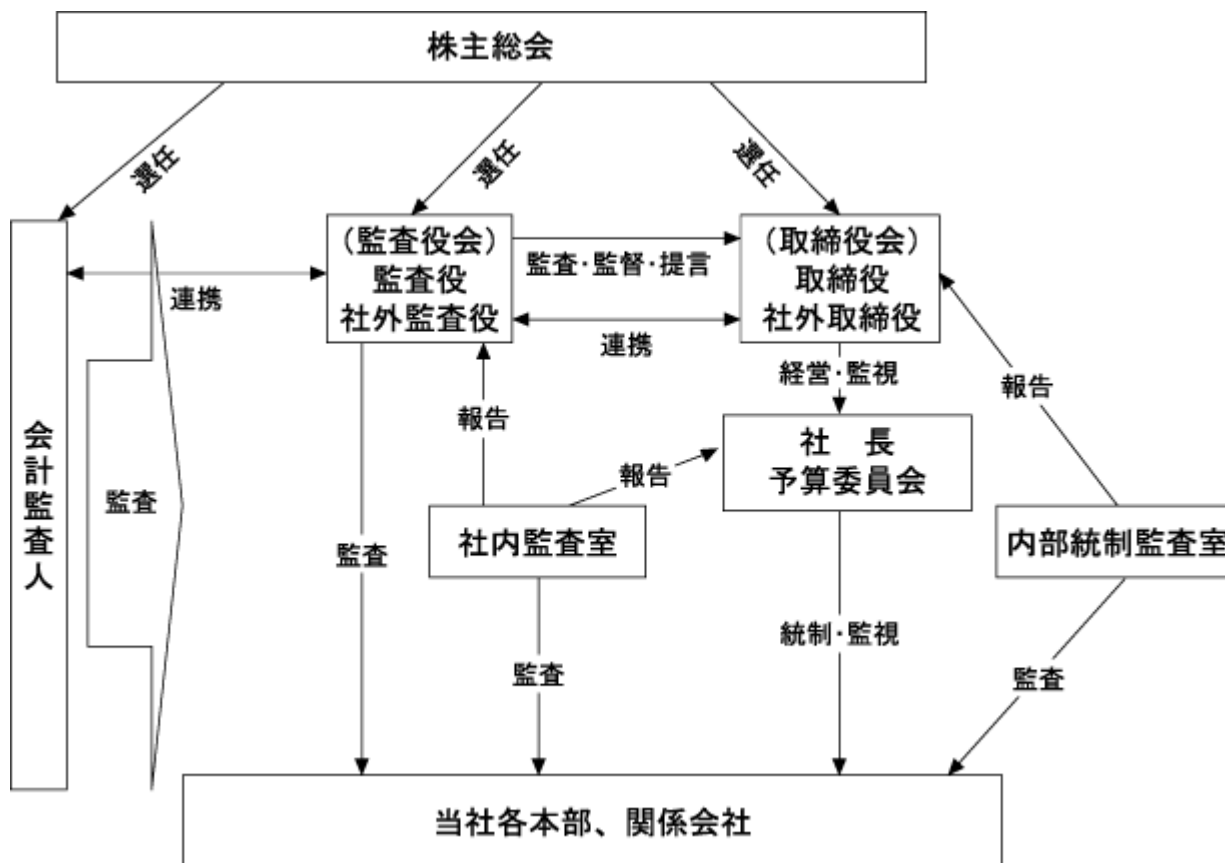 株主総会
選任
選任
選任
(監査役会)
監査役
社外監査役
監査・監督・提言
(取締役会)
取締役
社外取締役
連携
連携
経営・監視
報告
報告
社　長
予算委員会
報告
会計監査人
監査
社内監査室
内部統制監査室
監査
統制・監視
監査
監査
当社各本部、関係会社